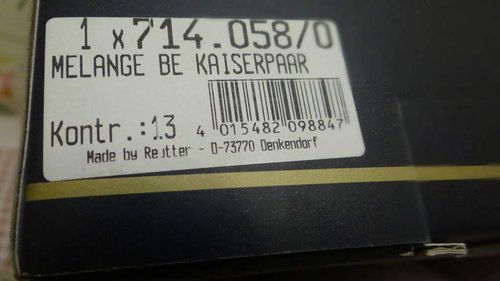 1 x 714.058/0
MELANGE BE KAISERPAAR
Kontr.:13 4 015482 098847
Made by Reutter - D-73770 Denkendorf